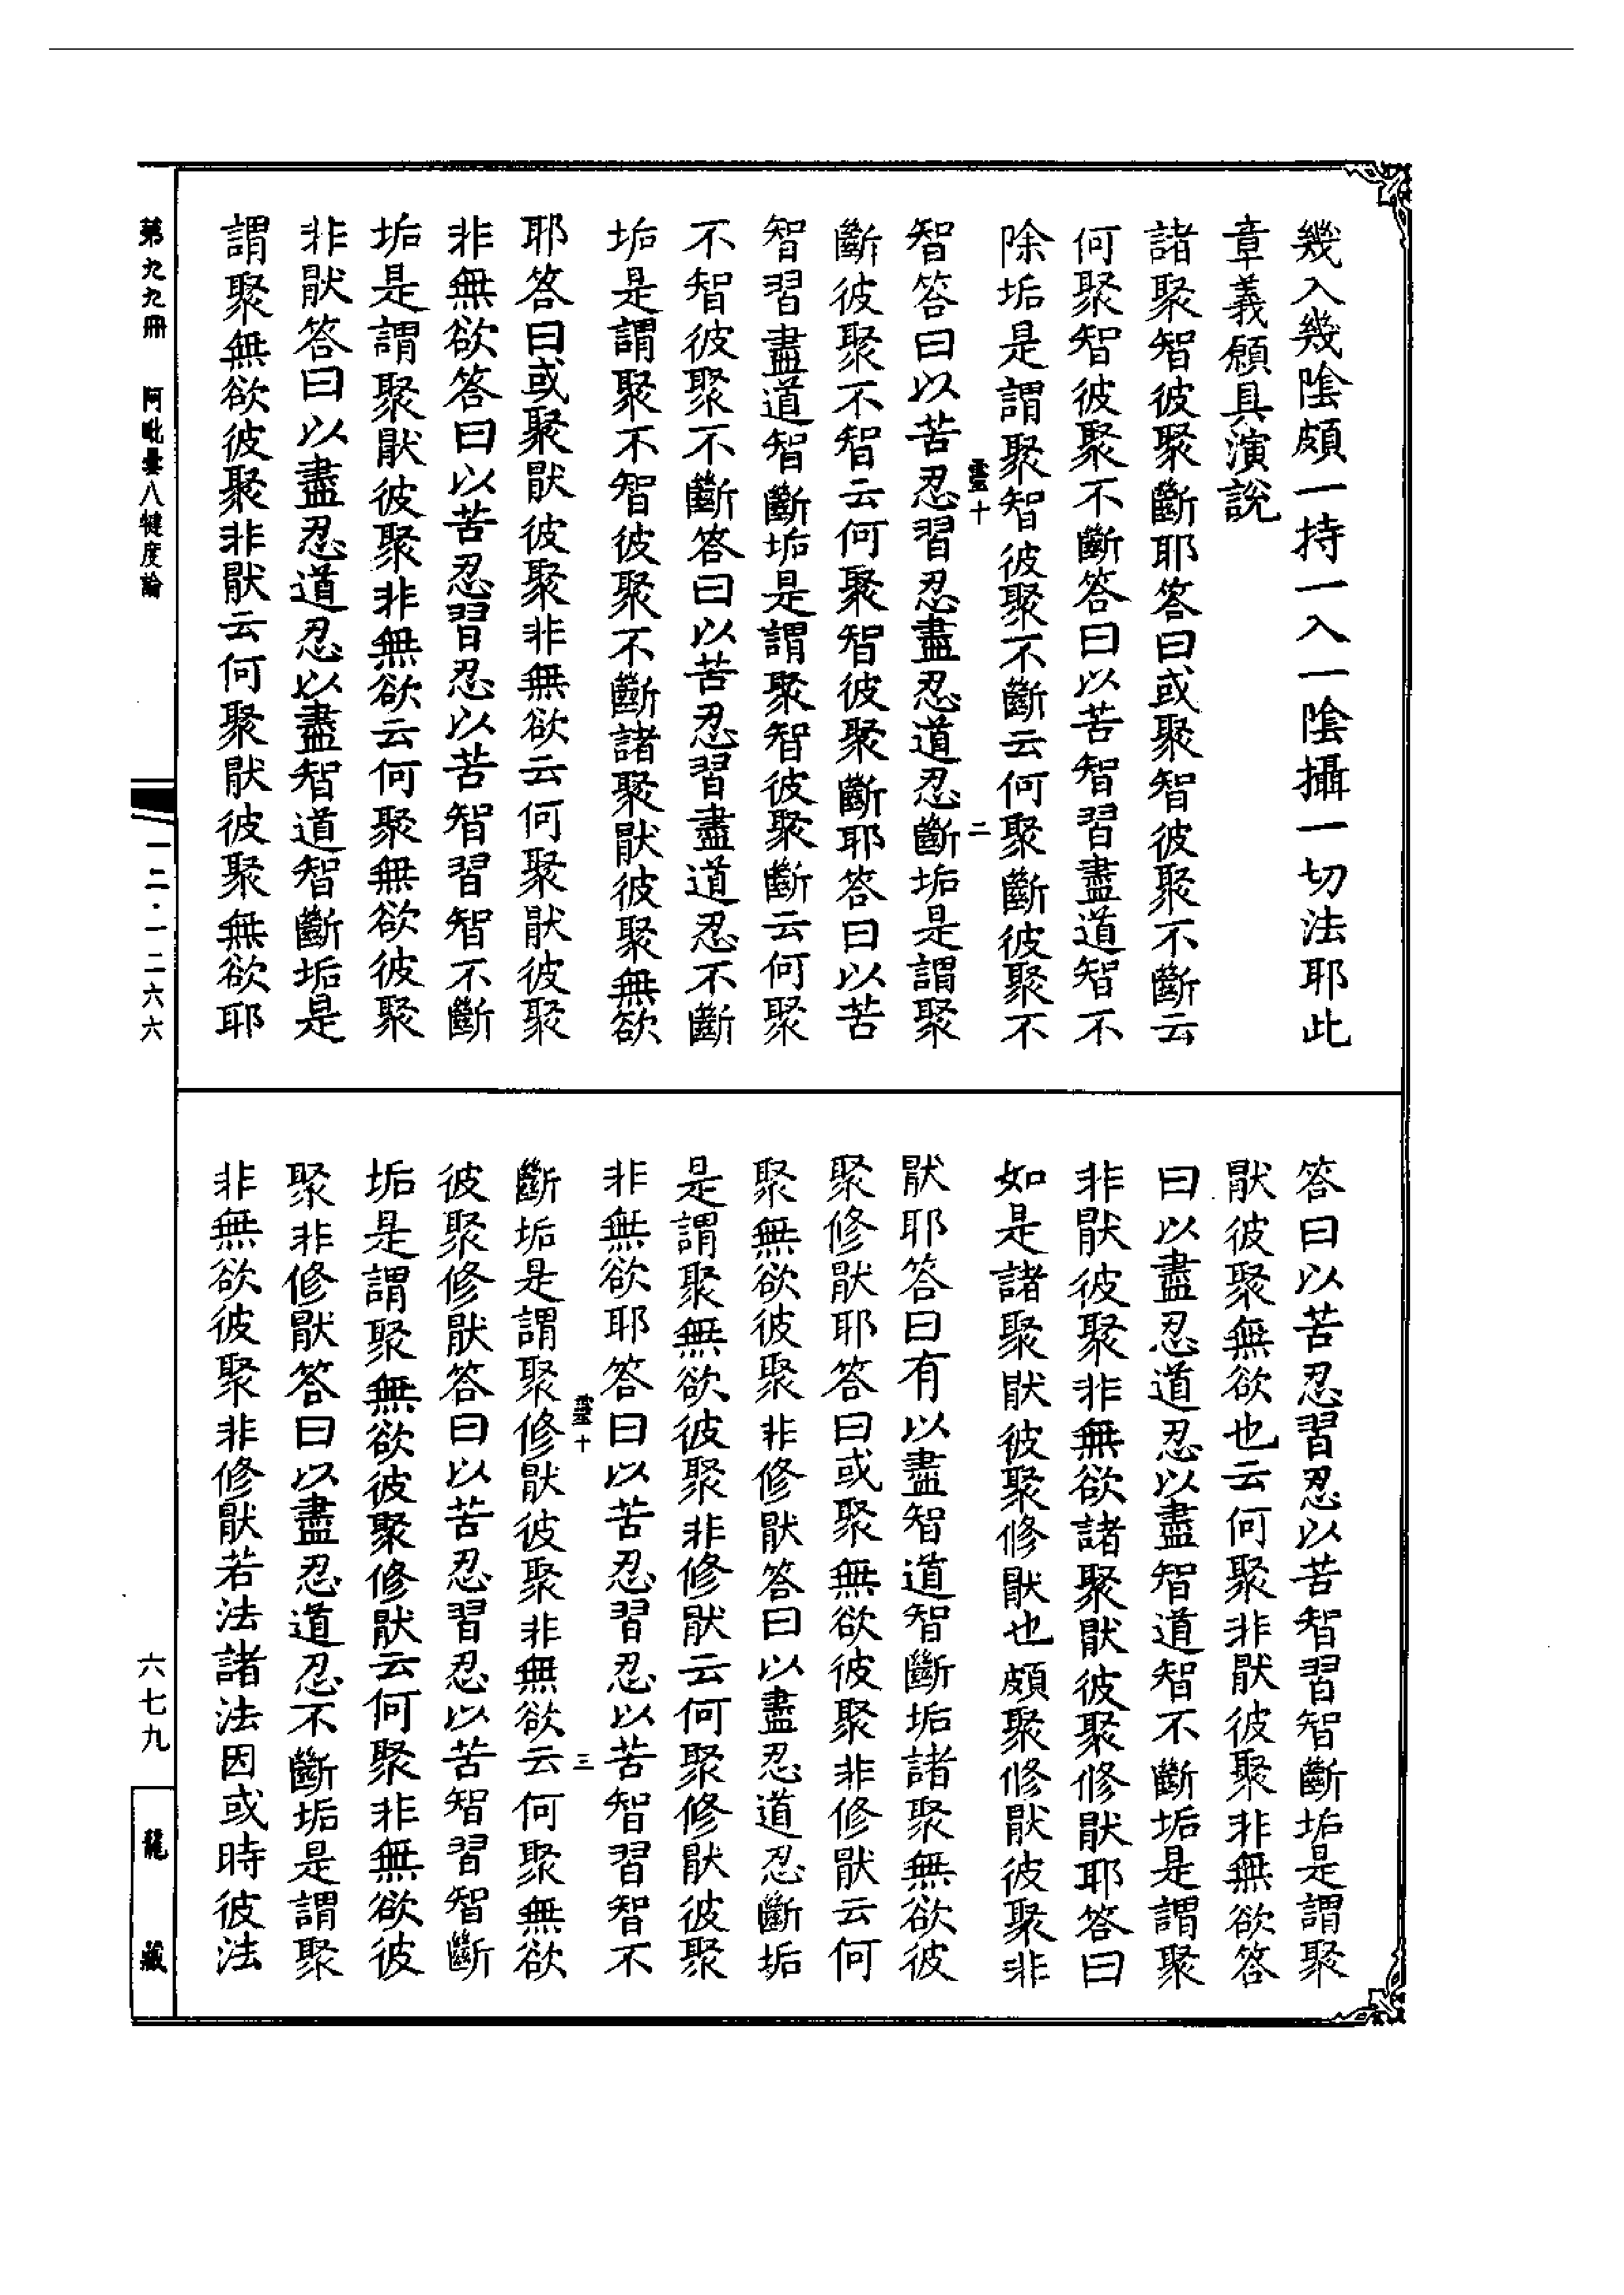 幾入幾陰頗一持一入一陰攝一切法耶此
章義願具演說
諸聚智彼聚斷耶答曰或聚智彼聚不斷云
何聚智彼聚不斷答曰以苦智習盡道智不
除垢是謂聚智彼聚不斷云何聚斷彼聚不
靈十
二
智答曰以苦忍習忍盡忍道忍斷垢是謂聚
斷彼聚不智云何聚智彼聚斷耶答曰以苦
智習盡道智斷垢是謂聚智彼聚斷云何聚
不智彼聚不斷答曰以苦忍習盡道忍不斷
垢是謂聚不智彼聚不斷諸聚猒彼聚無欲
耶答曰或聚猒彼聚非無欲云何聚猒彼聚
非無欲答曰以苦忍習忍以苦智習智不斷
垢是謂聚猒彼聚非無欲云何聚無欲彼聚
非猒答曰以盡忍道忍以盡智道智斷垢是
謂聚無欲彼聚非猒云何聚猒彼聚無欲耶
答曰以苦忍習忍以苦智習智斷垢是謂聚
猒彼聚無欲也云何聚非猒彼聚非無欲答
曰以盡忍道忍以盡智道智不斷垢是謂聚
非猒彼聚非無欲諸聚猒彼聚修猒耶答曰
如是諸聚猒彼聚修猒也頗聚修猒彼聚非
猒耶答曰有以盡智道智斷垢諸聚無欲彼
聚修猒耶答曰或聚無欲彼聚非修猒云何
聚無欲彼聚非修猒答曰以盡忍道忍斷垢
是謂聚無欲彼聚非修猒云何聚修猒彼聚
非無欲耶答曰以苦忍習忍以苦智習智不
靈十
三
斷垢是謂聚修猒彼聚非無欲云何聚無欲
彼聚修猒答曰以苦忍習忍以苦智習智斷
垢是謂聚無欲彼聚修猒云何聚非無欲彼
聚非修猒答曰以盡忍道忍不斷垢是謂聚
非無欲彼聚非修猒若法諸法因或時彼法
第九九冊
阿毗曇八犍度論
一二·一二六六
六七九
龍藏